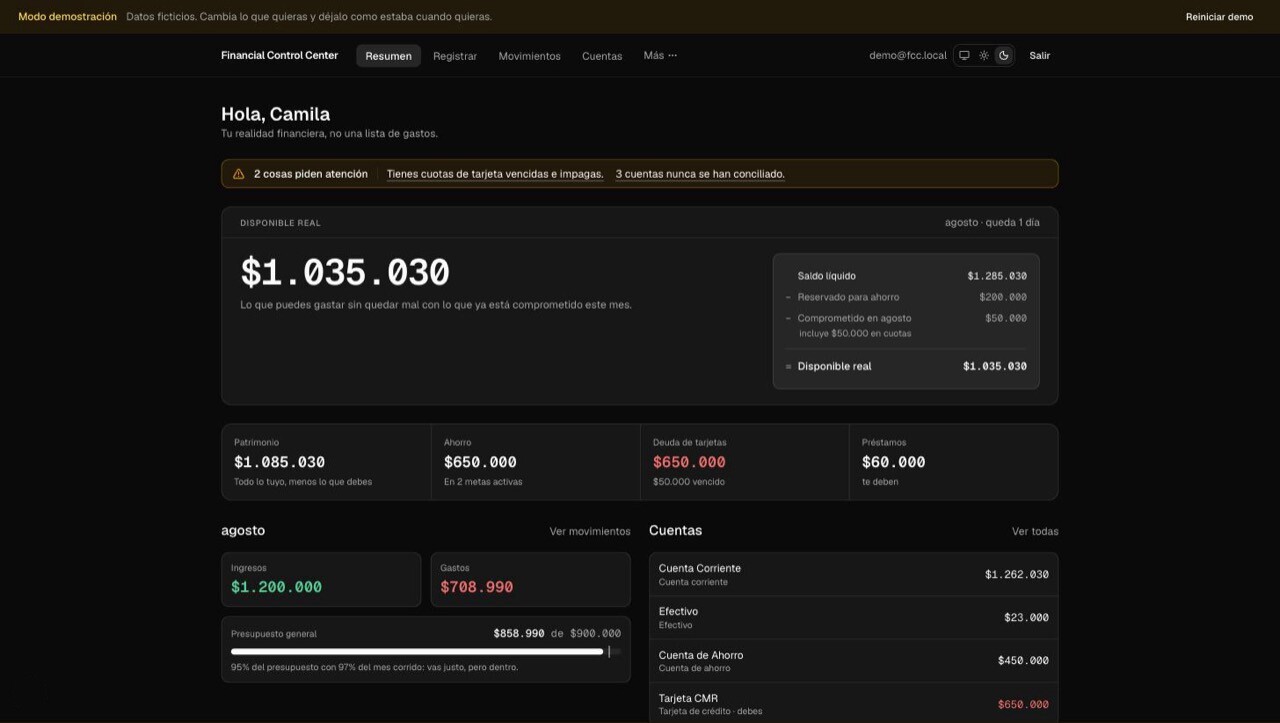 Modo demostración Datos ficticios. Cambia lo que quieras y déjalo como estaba cuando quieras. Reiniciar demo
Financial Control Center Resumen Registrar Movimientos Cuentas Más ··· demo@fcc.local Salir
Hola, Camila
Tu realidad financiera, no una lista de gastos.
2 cosas piden atención Tienes cuotas de tarjeta vencidas e impagas. 3 cuentas nunca se han conciliado.
DISPONIBLE REAL agosto · queda 1 día
$1.035.030
Lo que puedes gastar sin quedar mal con lo que ya está comprometido este mes.
Saldo líquido $1.285.030
− Reservado para ahorro $200.000
− Comprometido en agosto $50.000
incluye $50.000 en cuotas
= Disponible real $1.035.030
Patrimonio
$1.085.030
Todo lo tuyo, menos lo que debes
Ahorro
$650.000
En 2 metas activas
Deuda de tarjetas
$650.000
$50.000 vencido
Préstamos
$60.000
te deben
agosto Ver movimientos
Ingresos
$1.200.000
Gastos
$708.990
Presupuesto general $858.990 de $900.000
95% del presupuesto con 97% del mes corrido: vas justo, pero dentro.
Cuentas Ver todas
Cuenta Corriente $1.262.030
Cuenta corriente
Efectivo $23.000
Efectivo
Cuenta de Ahorro $450.000
Cuenta de ahorro
Tarjeta CMR $650.000
Tarjeta de crédito · debes